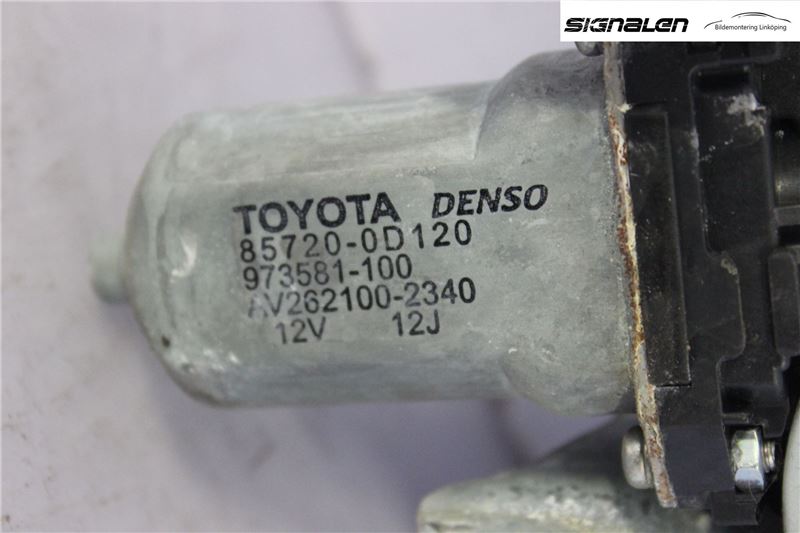 SIGNALEN
Bildemontering Linköping
TOYOTA DENSO
85720-0D120
973581-100
AV262100-2340
12V 12J